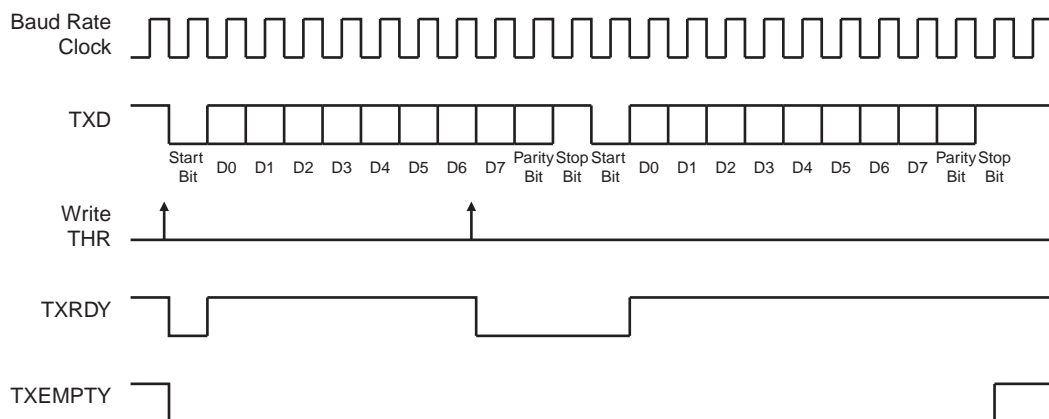 Baud Rate
Clock
TXD
Start
Bit
D0
D1
D2
D3
D4
D5
D6
D7
Parity
Bit
Stop
Bit
Start
Bit
D0
D1
D2
D3
D4
D5
D6
D7
Parity
Bit
Stop
Bit
Write
THR
TXRDY
TXEMPTY